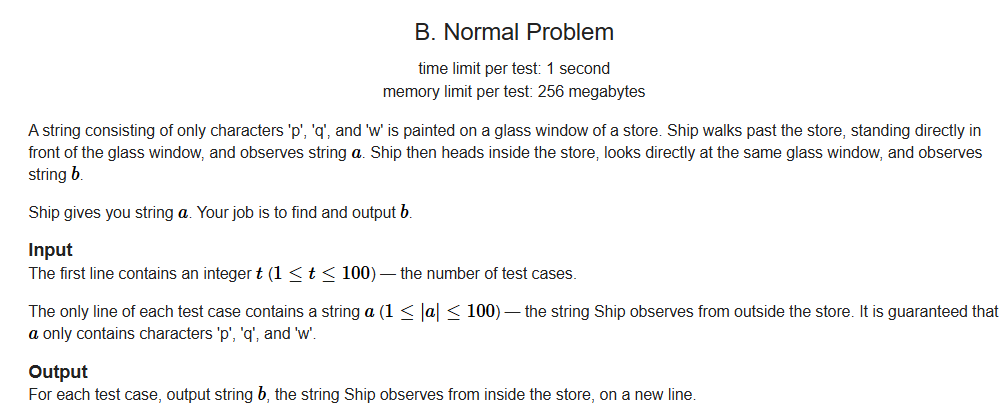 B. Normal Problem
time limit per test: 1 second
memory limit per test: 256 megabytes
A string consisting of only characters 'p', 'q', and 'w' is painted on a glass window of a store. Ship walks past the store, standing directly in
front of the glass window, and observes string a. Ship then heads inside the store, looks directly at the same glass window, and observes
string b.
Ship gives you string a. Your job is to find and output b.
Input
The first line contains an integer t (1 ≤ t ≤ 100) — the number of test cases.
The only line of each test case contains a string a (1 ≤ |a| ≤ 100) — the string Ship observes from outside the store. It is guaranteed that
a only contains characters 'p', 'q', and 'w'.
Output
For each test case, output string b, the string Ship observes from inside the store, on a new line.